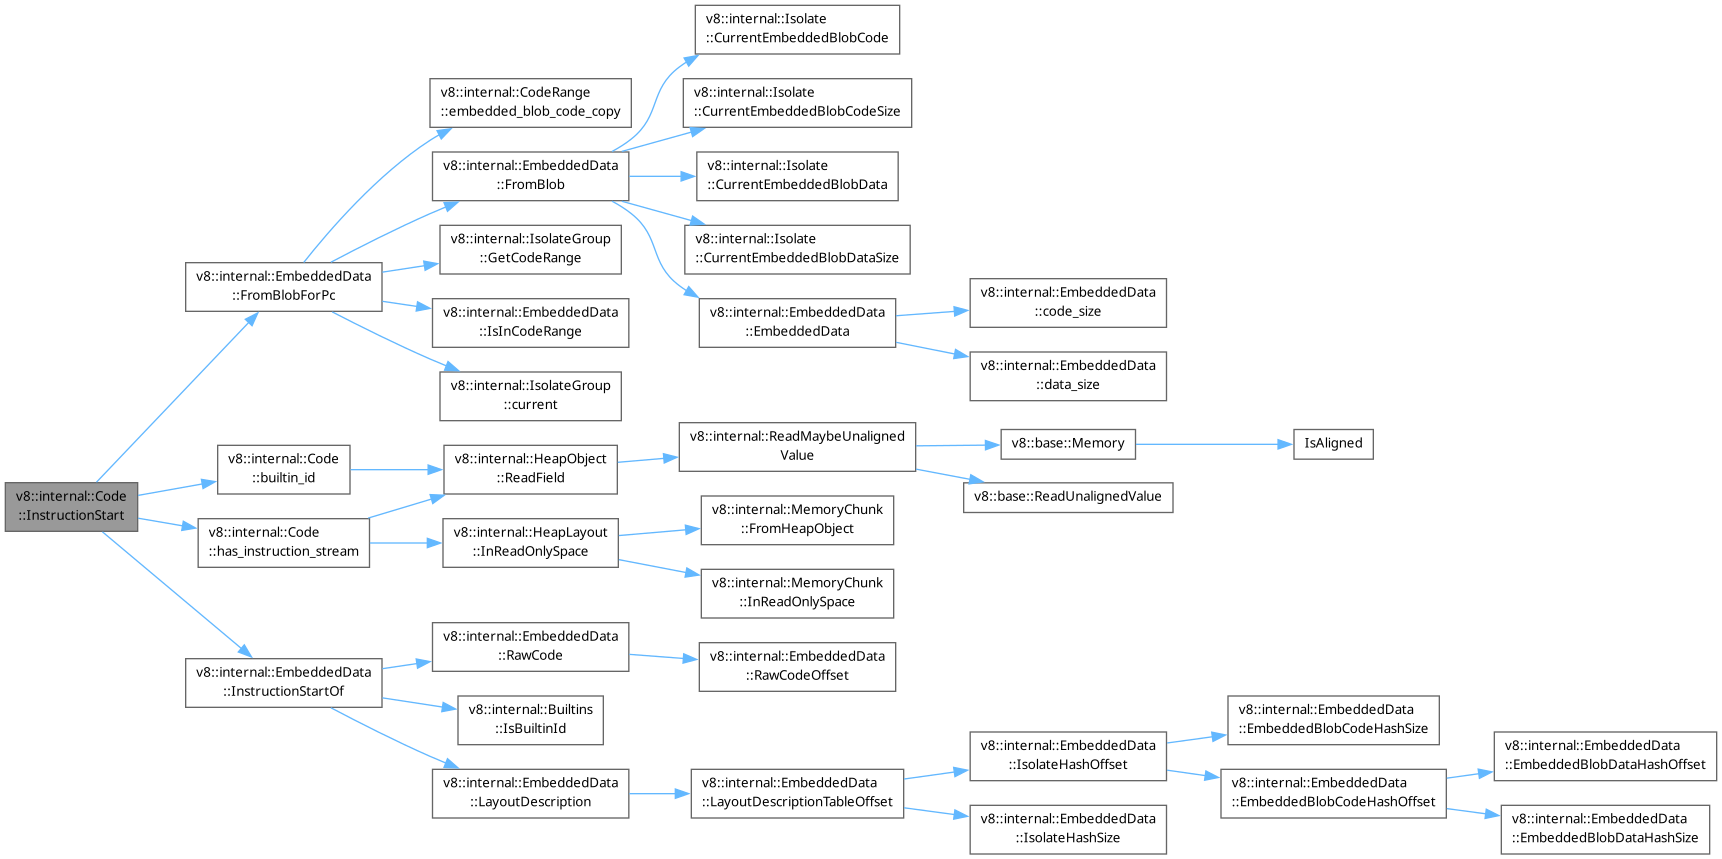 v8::internal::Code
::InstructionStart
v8::internal::EmbeddedData
::FromBlobForPc
v8::internal::CodeRange
::embedded_blob_code_copy
v8::internal::EmbeddedData
::FromBlob
v8::internal::Isolate
::CurrentEmbeddedBlobCode
v8::internal::Isolate
::CurrentEmbeddedBlobCodeSize
v8::internal::Isolate
::CurrentEmbeddedBlobData
v8::internal::Isolate
::CurrentEmbeddedBlobDataSize
v8::internal::EmbeddedData
::EmbeddedData
v8::internal::EmbeddedData
::code_size
v8::internal::EmbeddedData
::data_size
v8::internal::IsolateGroup
::GetCodeRange
v8::internal::EmbeddedData
::IsInCodeRange
v8::internal::IsolateGroup
::current
v8::internal::Code
::builtin_id
v8::internal::HeapObject
::ReadField
v8::internal::ReadMaybeUnaligned
Value
v8::base::Memory
IsAligned
v8::base::ReadUnalignedValue
v8::internal::Code
::has_instruction_stream
v8::internal::HeapLayout
::InReadOnlySpace
v8::internal::MemoryChunk
::FromHeapObject
v8::internal::MemoryChunk
::InReadOnlySpace
v8::internal::EmbeddedData
::InstructionStartOf
v8::internal::EmbeddedData
::RawCode
v8::internal::EmbeddedData
::RawCodeOffset
v8::internal::Builtins
::IsBuiltinId
v8::internal::EmbeddedData
::LayoutDescription
v8::internal::EmbeddedData
::LayoutDescriptionTableOffset
v8::internal::EmbeddedData
::IsolateHashOffset
v8::internal::EmbeddedData
::EmbeddedBlobCodeHashSize
v8::internal::EmbeddedData
::EmbeddedBlobCodeHashOffset
v8::internal::EmbeddedData
::EmbeddedBlobDataHashOffset
v8::internal::EmbeddedData
::EmbeddedBlobDataHashSize
v8::internal::EmbeddedData
::IsolateHashSize